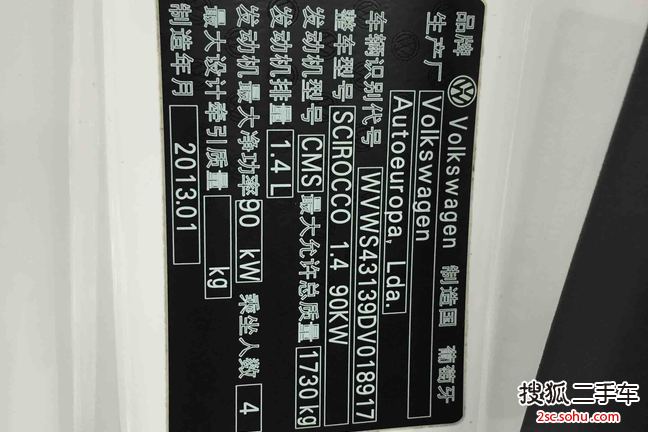 品牌 Volkswagen 制造国 葡萄牙
生产厂 Volkswagen
Autoeuropa, Lda.
车辆识别代号 WVWS43139DV018917
整车型号 SCIROCCO 1.4 90KW
发动机型号 CMS 最大允许总质量 1730kg
发动机排量 1.4L
发动机最大净功率 90 kW 乘坐人数 4
最大设计牵引质量 kg
制造年月 2013.01
搜狐二手车
2sc.sohu.com